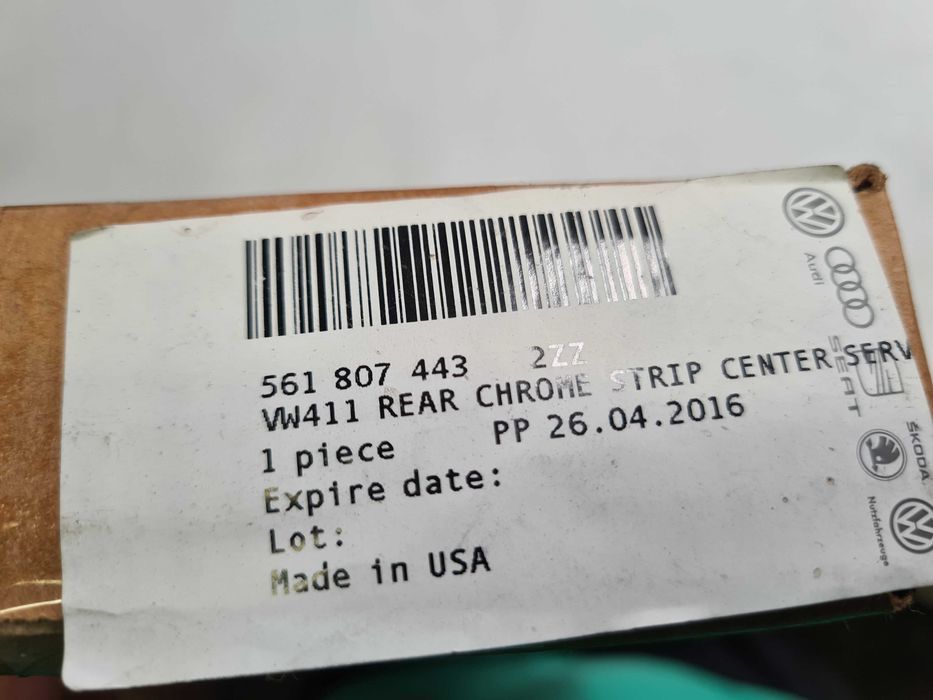 561 807 443 2ZZ
VW411 REAR CHROME STRIP CENTER SERV
1 piece PP 26.04.2016
Expire date:
Lot:
Made in USA
Audi
SEAT
ŠKODA
Nutzfahrzeuge